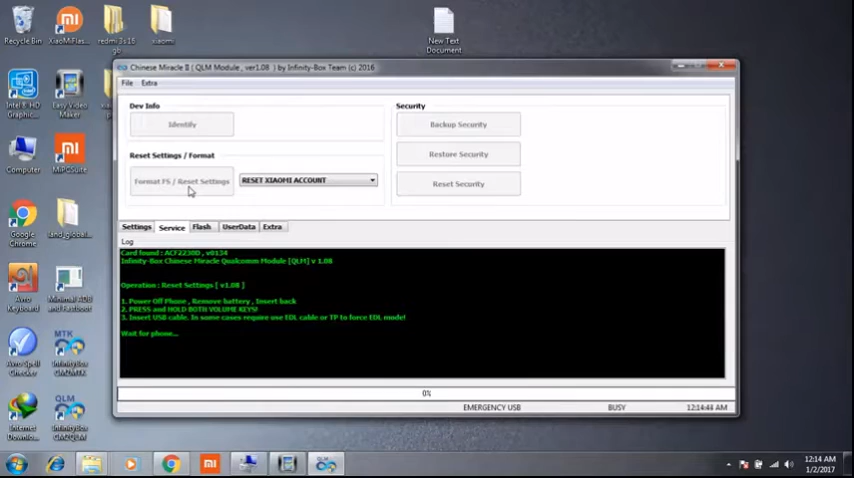 Recycle Bin
XiaoMiFlas...
redmi 3s 16
gb
xiaomi
New Text
Document
Intel® HD
Graphic...
Easy Video
Maker
Computer
MiPCSuite
Google
Chrome
land_global...
Avro
Keyboard
Minimal ADB
and Fastboot
Avro Spell
Checker
MTK
InfinityBox
CM2MTK
Internet
Downlo...
QLM
InfinityBox
CM2QLM
Chinese Miracle II ( QLM Module , ver1.08 ) by Infinity-Box Team (c) 2016
File Extra
Dev Info
Identify
Security
Backup Security
Reset Settings / Format
Restore Security
Format FS / Reset Settings
RESET XIAOMI ACCOUNT
Reset Security
Settings Service Flash UserData Extra
Log
Card found : ACF2230D , v0134
Infinity-Box Chinese Miracle Qualcomm Module [QLM] v 1.08
Operation : Reset Settings [ v1.08 ]
1. Power Off Phone , Remove battery , Insert back
2. PRESS and HOLD BOTH VOLUME KEYS!
3. Insert USB cable. In some cases require use EDL cable or TP to force EDL mode!
Wait for phone...
0%
EMERGENCY USB
BUSY
12:14:44 AM
12:14 AM
1/2/2017